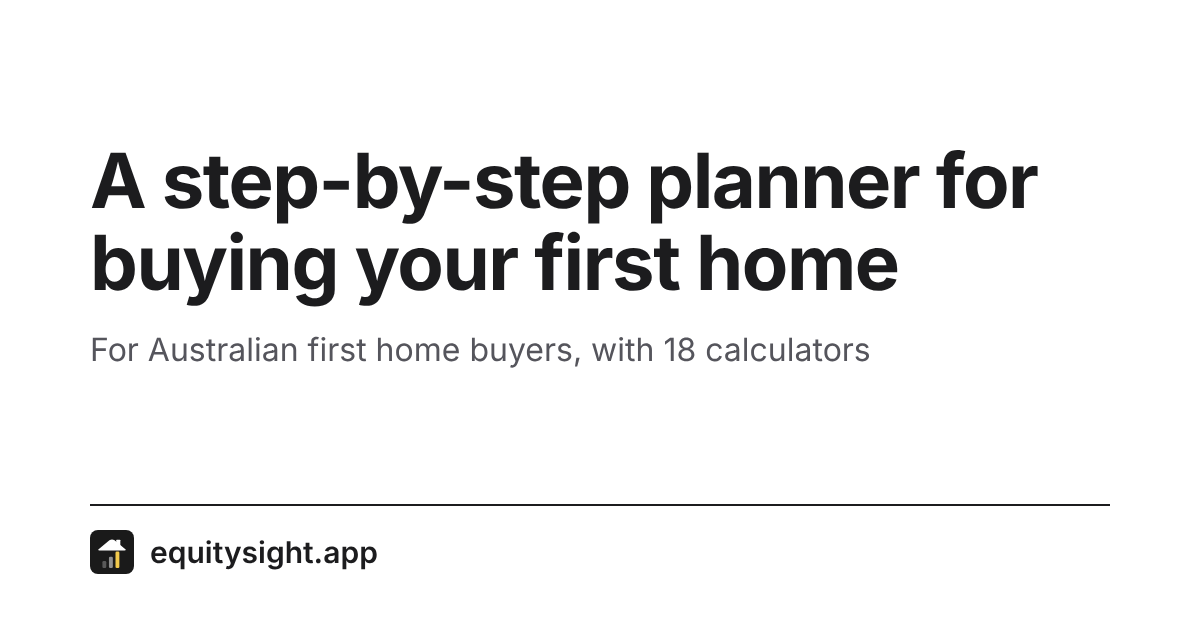 A step-by-step planner for
buying your first home
For Australian first home buyers, with 18 calculators
equitysight.app